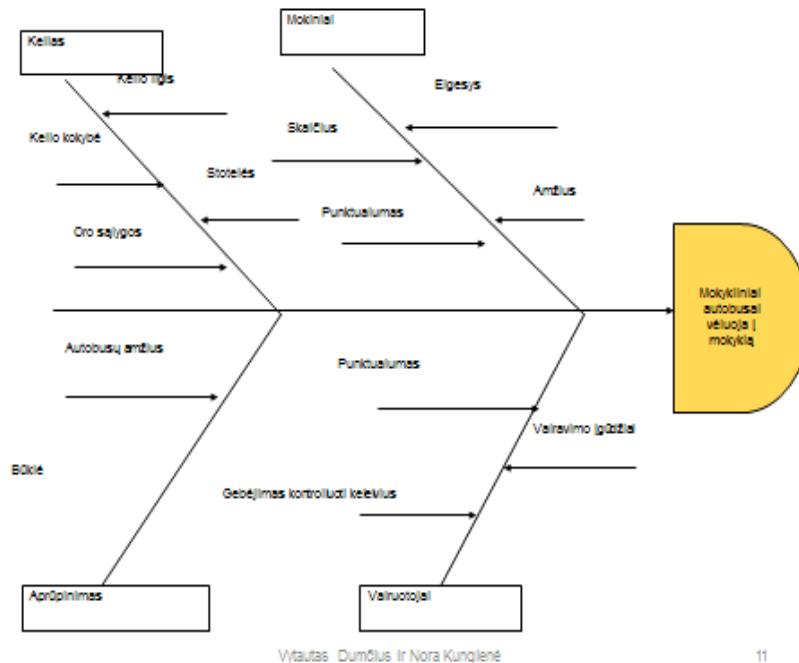 Kelias
Mokiniai
Kelio ilgis
Elgesys
Kelio kokybė
Skaičius
Stotelės
Amžius
Punktualumas
Oro sąlygos
Mokykliniai
autobusai
vėluoja į
mokyklą
Autobusų amžius
Punktualumas
Vairavimo įgūdžiai
Būklė
Gebėjimas kontroliuoti keleivius
Aprūpinimas
Vairuotojai
Vytautas Dumčius ir Nora Kungienė
11